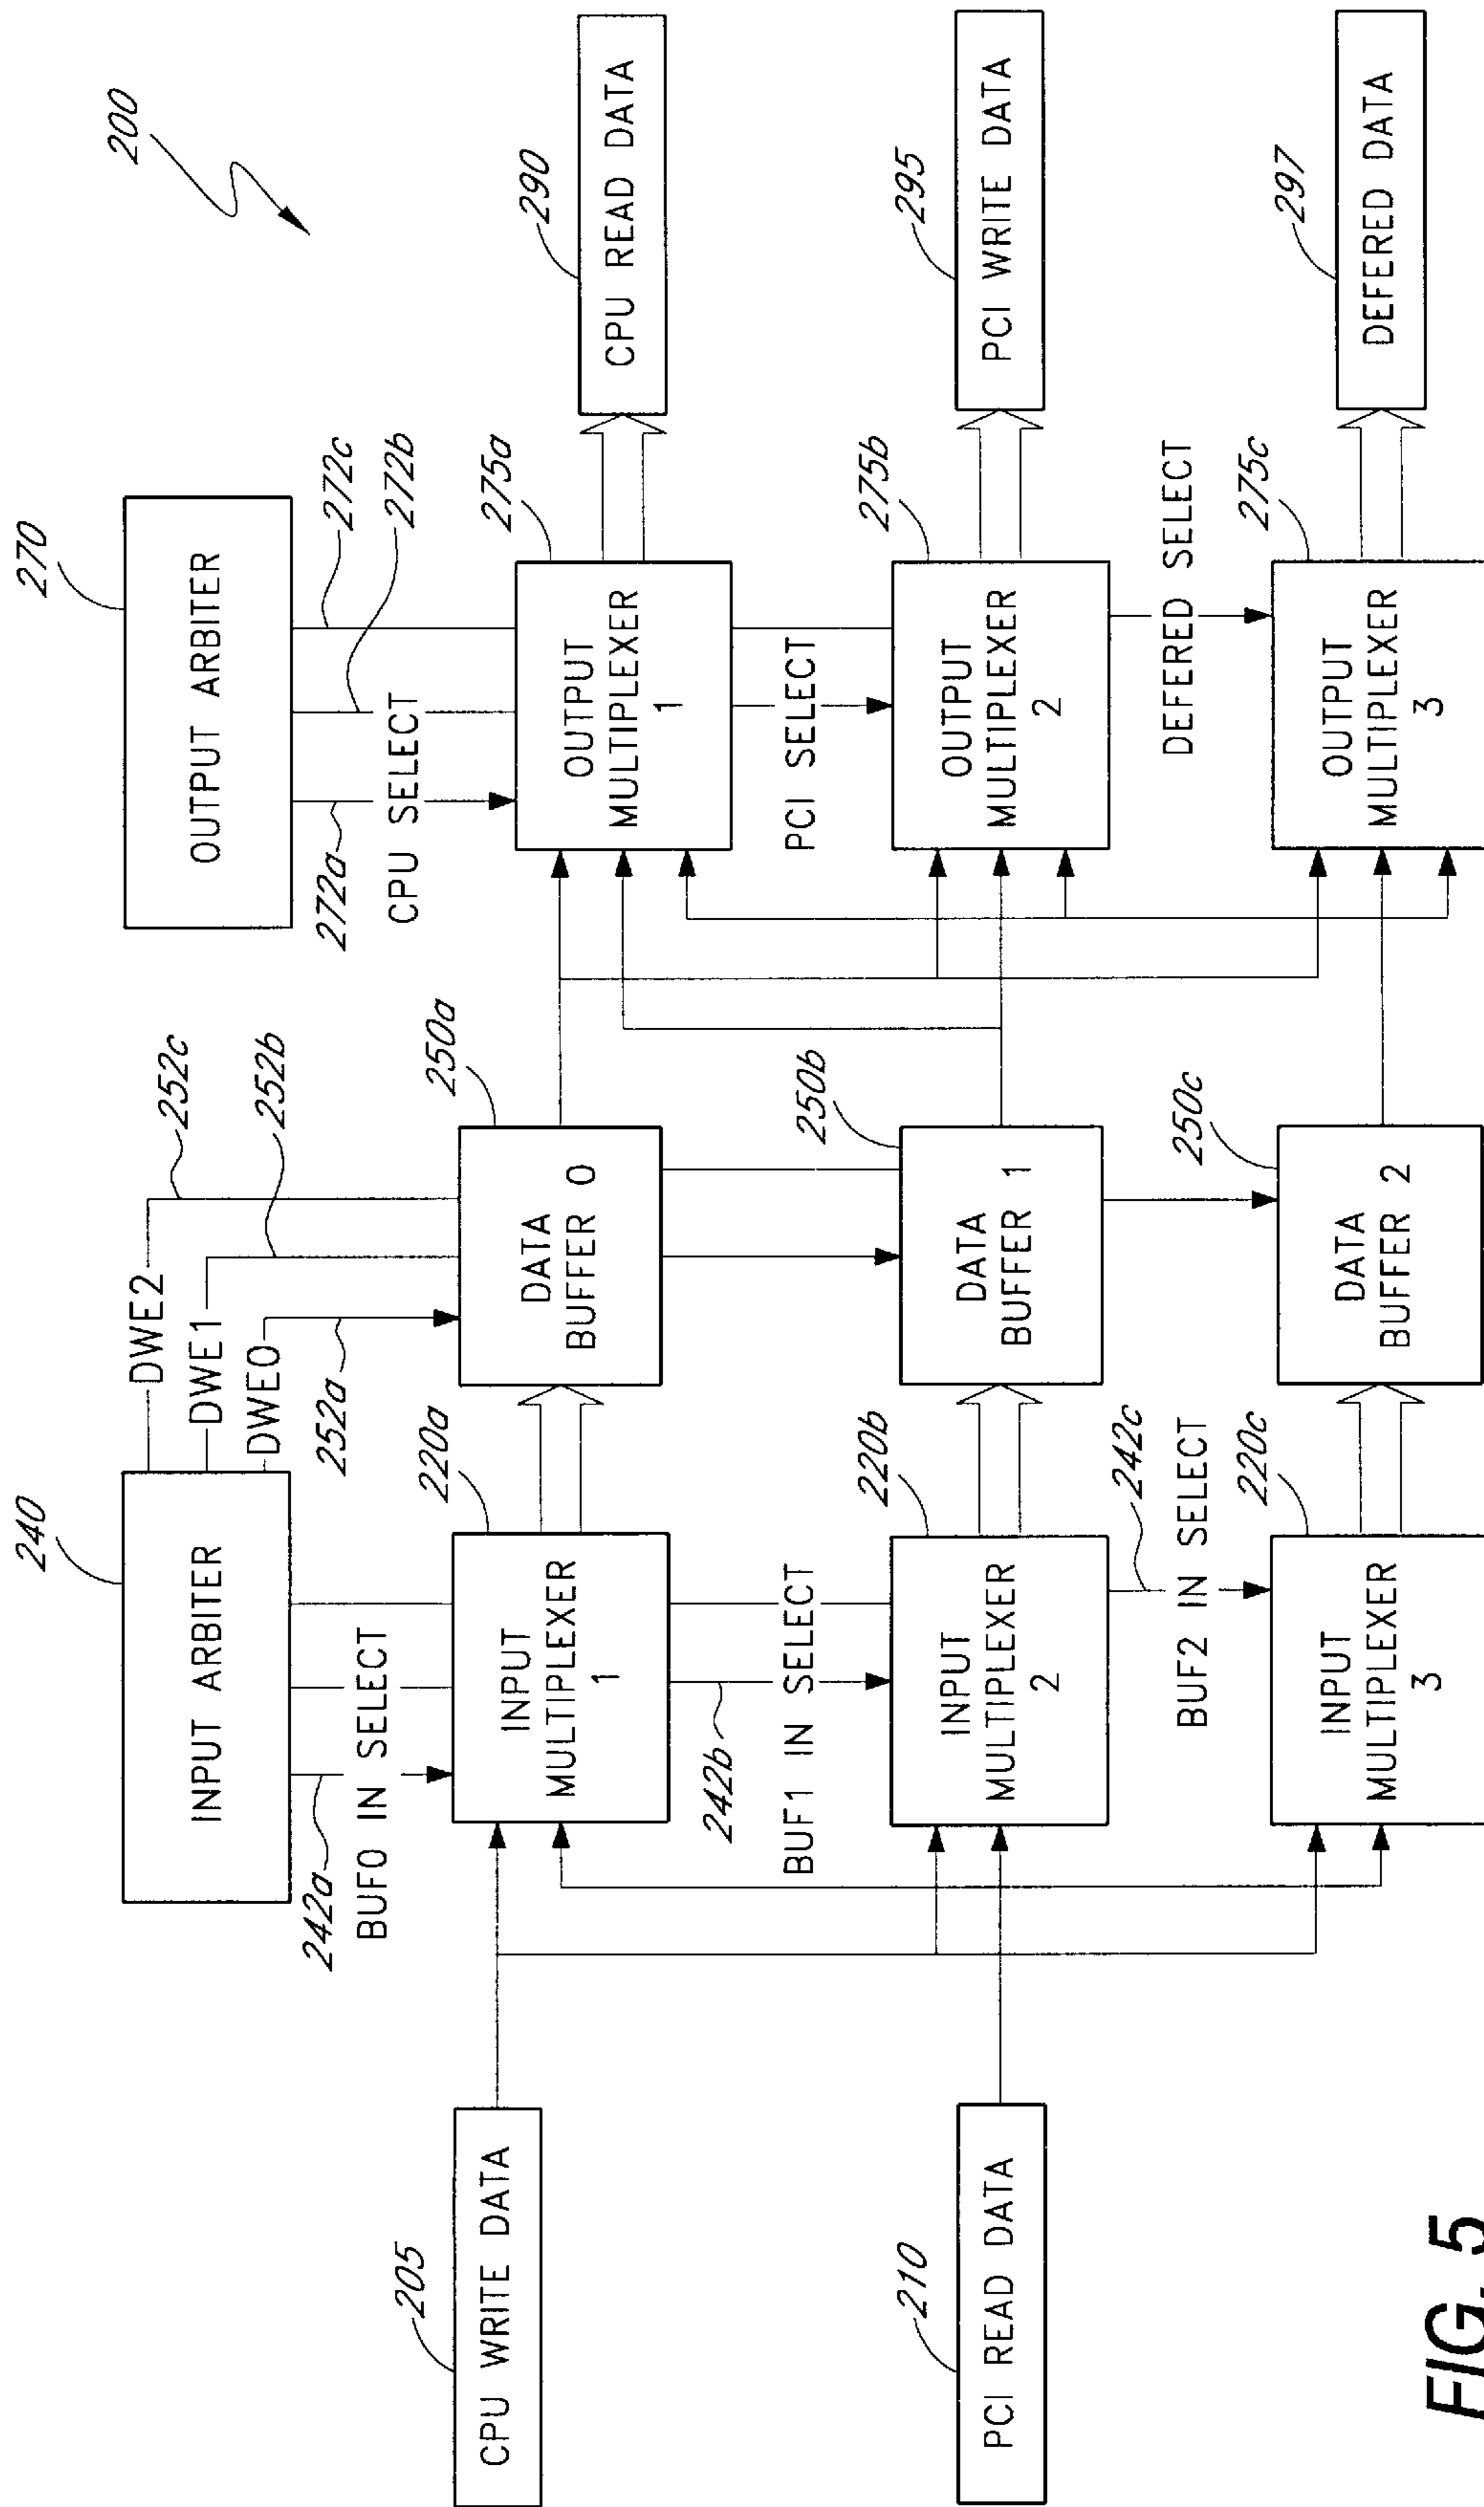 200
240
INPUT ARBITER
DWE2
DWE1
DWE0
252c
252b
252a
270
OUTPUT ARBITER
272c
272b
272a
CPU SELECT
242a
BUF0 IN SELECT
205
CPU WRITE DATA
220a
INPUT
MULTIPLEXER
1
250a
DATA
BUFFER 0
275a
OUTPUT
MULTIPLEXER
1
290
CPU READ DATA
242b
BUF1 IN SELECT
PCI SELECT
210
PCI READ DATA
220b
INPUT
MULTIPLEXER
2
250b
DATA
BUFFER 1
275b
OUTPUT
MULTIPLEXER
2
295
PCI WRITE DATA
242c
BUF2 IN SELECT
DEFERRED SELECT
220c
INPUT
MULTIPLEXER
3
250c
DATA
BUFFER 2
275c
OUTPUT
MULTIPLEXER
3
297
DEFERED DATA
FIG. 5